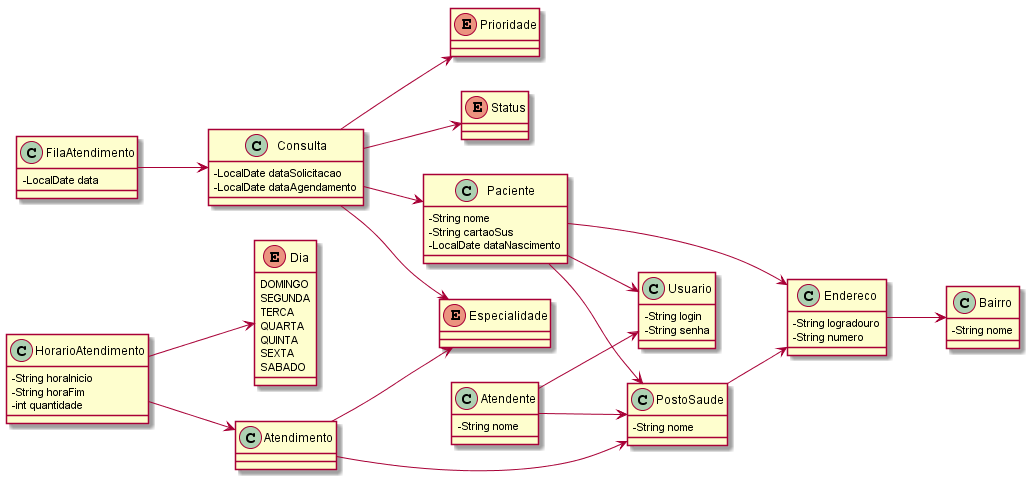 E Prioridade
E Status
C FilaAtendimento
-LocalDate data
C Consulta
-LocalDate dataSolicitacao
-LocalDate dataAgendamento
C Paciente
-String nome
-String cartaoSus
-LocalDate dataNascimento
E Dia
DOMINGO
SEGUNDA
TERCA
QUARTA
QUINTA
SEXTA
SABADO
E Especialidade
C Usuario
-String login
-String senha
C Endereco
-String logradouro
-String numero
C Bairro
-String nome
C HorarioAtendimento
-String horaInicio
-String horaFim
-int quantidade
C Atendente
-String nome
C PostoSaude
-String nome
C Atendimento